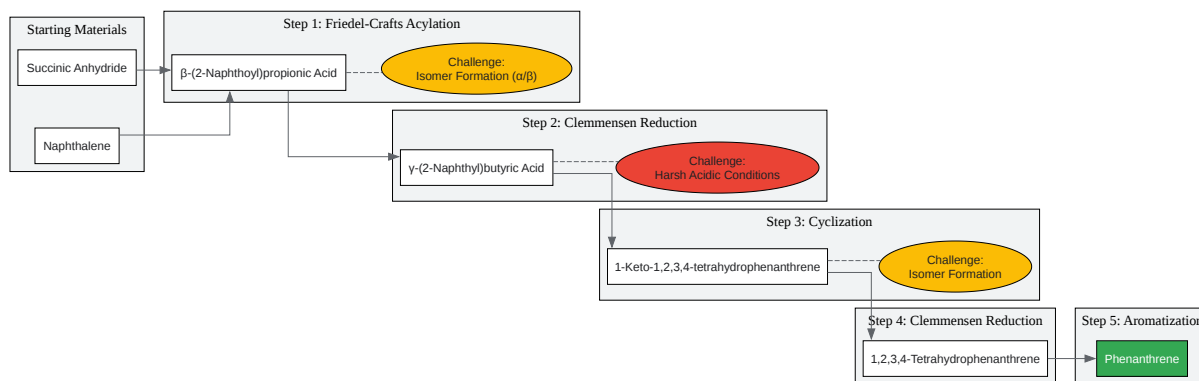 Starting Materials
Succinic Anhydride
Naphthalene
Step 1: Friedel-Crafts Acylation
β-(2-Naphthoyl)propionic Acid
Challenge:
Isomer Formation (α/β)
Step 2: Clemmensen Reduction
γ-(2-Naphthyl)butyric Acid
Challenge:
Harsh Acidic Conditions
Step 3: Cyclization
1-Keto-1,2,3,4-tetrahydrophenanthrene
Challenge:
Isomer Formation
Step 4: Clemmensen Reduction
1,2,3,4-Tetrahydrophenanthrene
Step 5: Aromatization
Phenanthrene